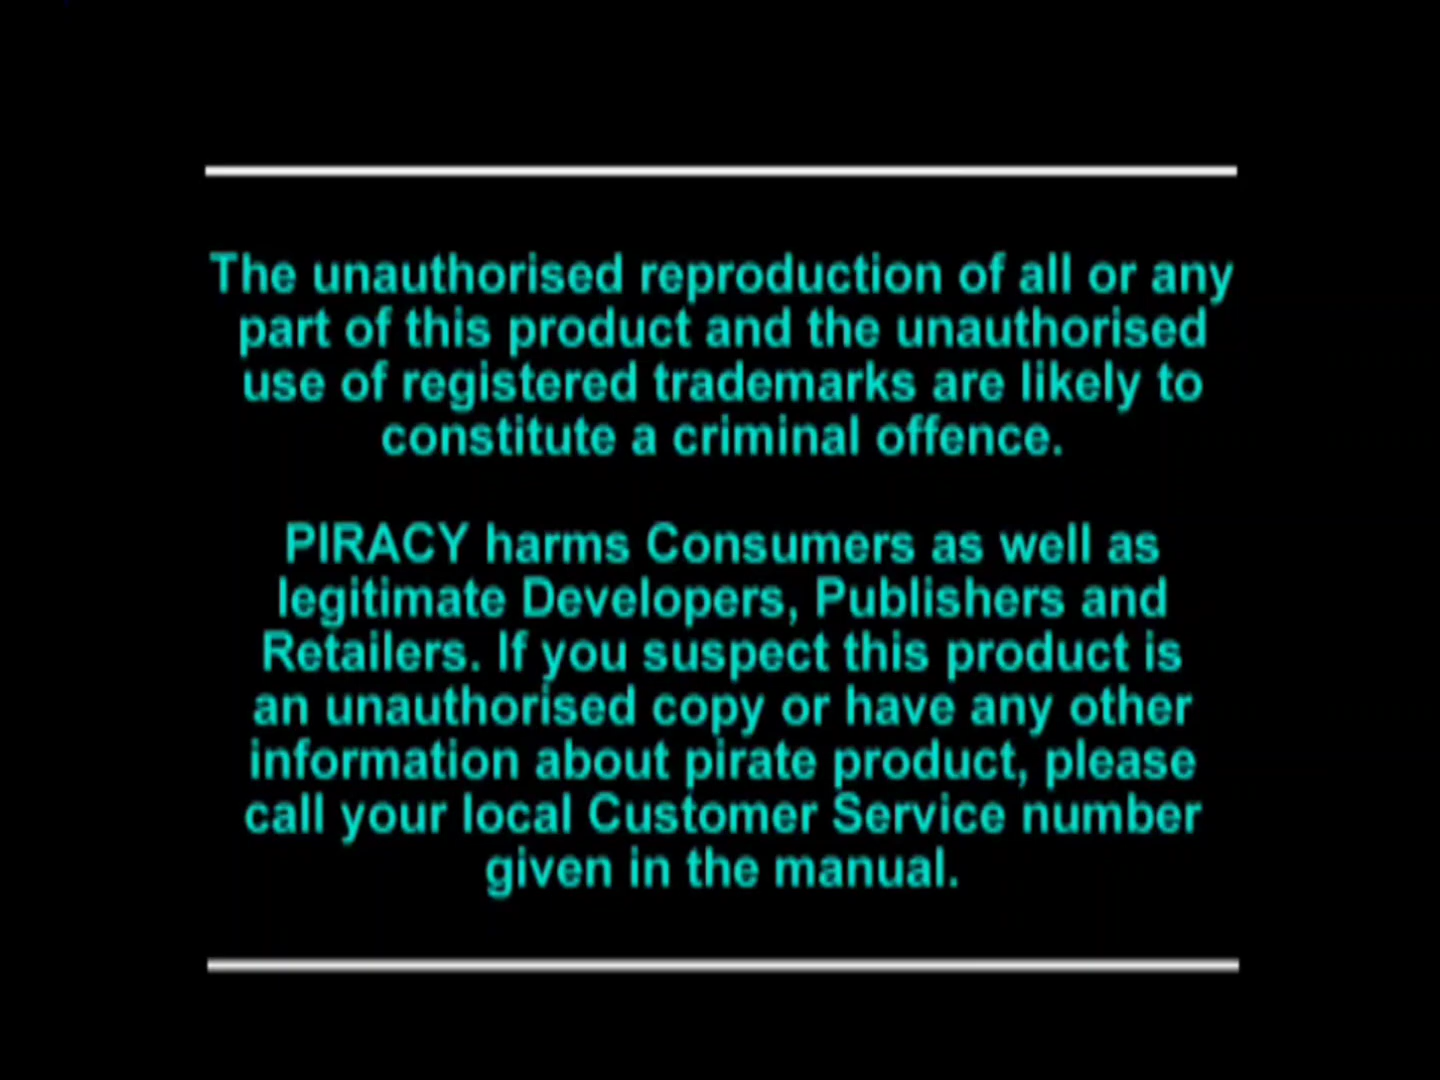 The unauthorised reproduction of all or any
part of this product and the unauthorised
use of registered trademarks are likely to
constitute a criminal offence.
PIRACY harms Consumers as well as
legitimate Developers, Publishers and
Retailers. If you suspect this product is
an unauthorised copy or have any other
information about pirate product, please
call your local Customer Service number
given in the manual.